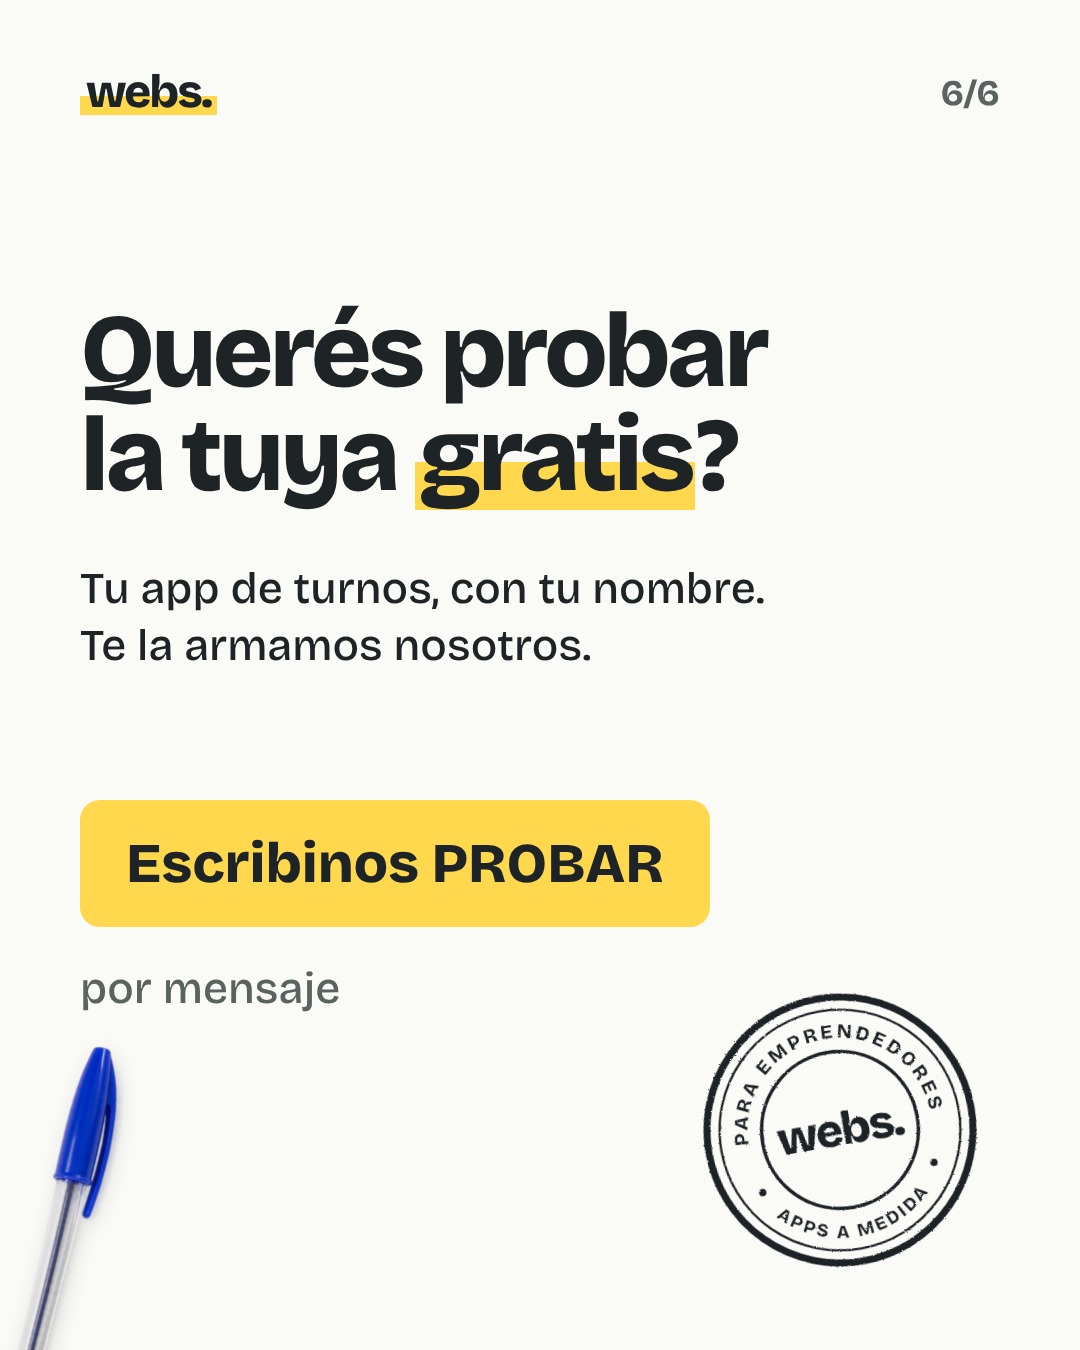 webs.
6/6
Querés probar
la tuya gratis?
Tu app de turnos, con tu nombre.
Te la armamos nosotros.
Escribinos PROBAR
por mensaje
PARA EMPRENDEDORES
webs.
• APPS A MEDIDA •